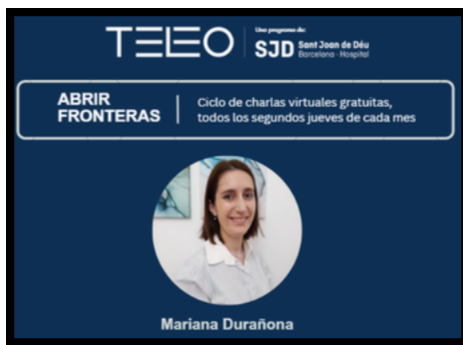 TELEO
Una programa de:
SJD Sant Joan de Déu
Barcelona · Hospital
ABRIR
FRONTERAS
Ciclo de charlas virtuales gratuitas,
todos los segundos jueves de cada mes
Mariana Durañona